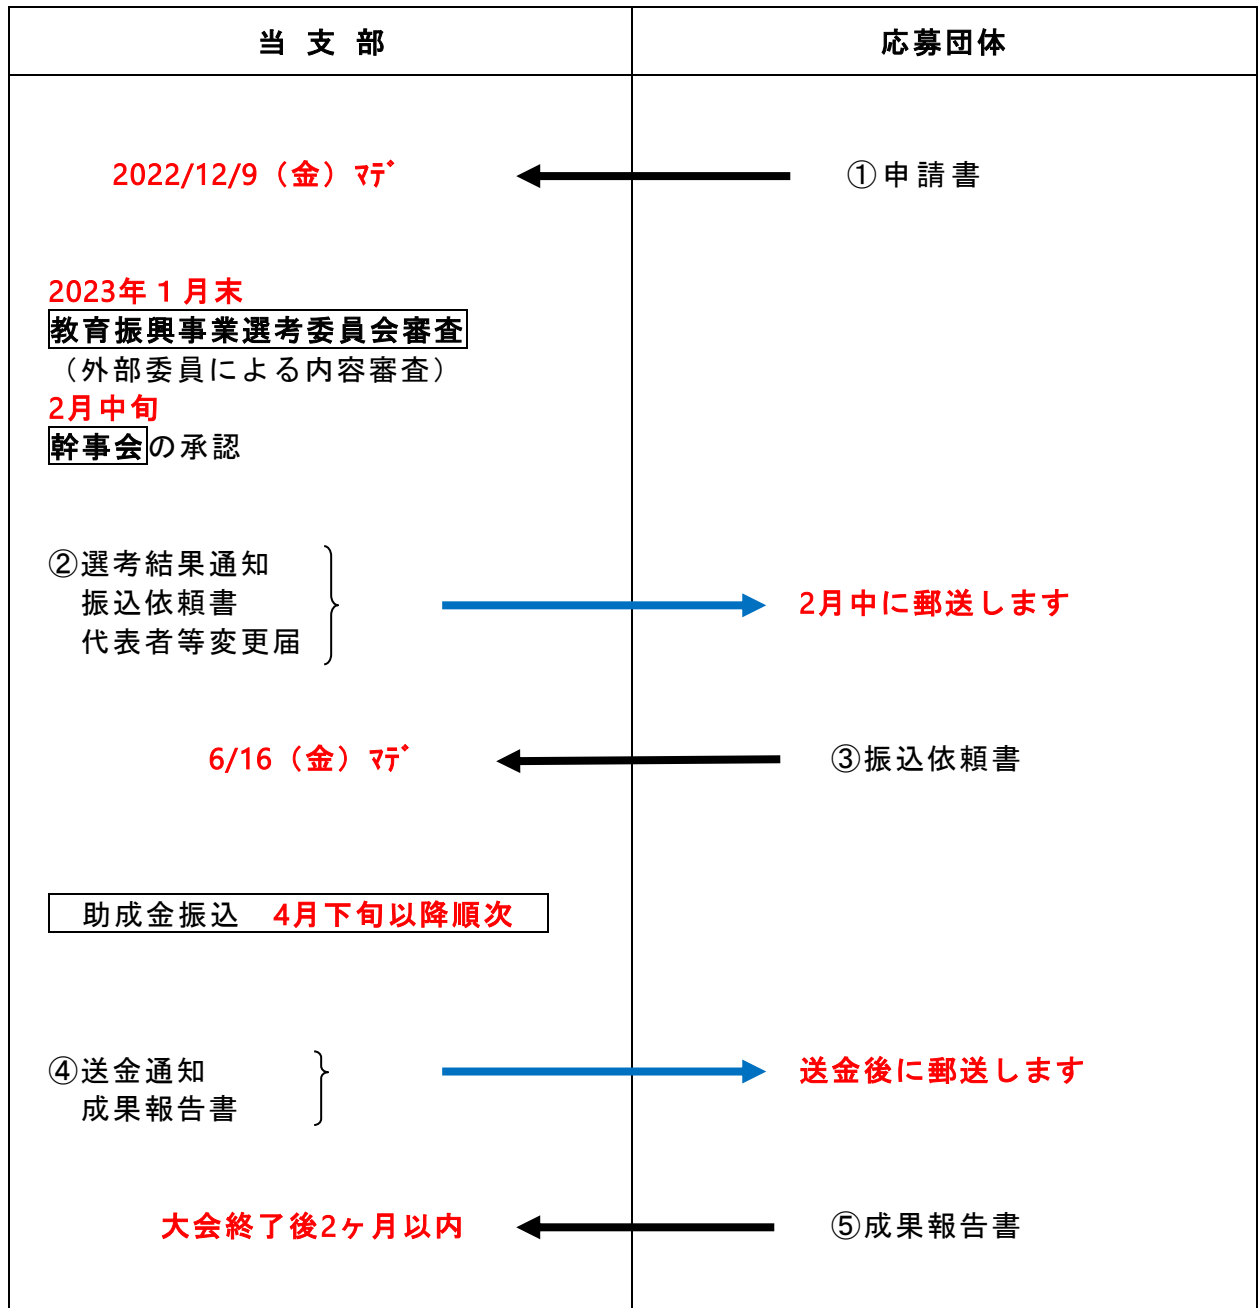 当 支 部
応募団体
2022/12/9（金）ﾏﾃﾞ
①申請書
2023年１月末
教育振興事業選考委員会審査
（外部委員による内容審査）
2月中旬
幹事会の承認
②選考結果通知
振込依頼書
代表者等変更届
2月中に郵送します
6/16（金）ﾏﾃﾞ
③振込依頼書
助成金振込　4月下旬以降順次
④送金通知
成果報告書
送金後に郵送します
大会終了後2ヶ月以内
⑤成果報告書